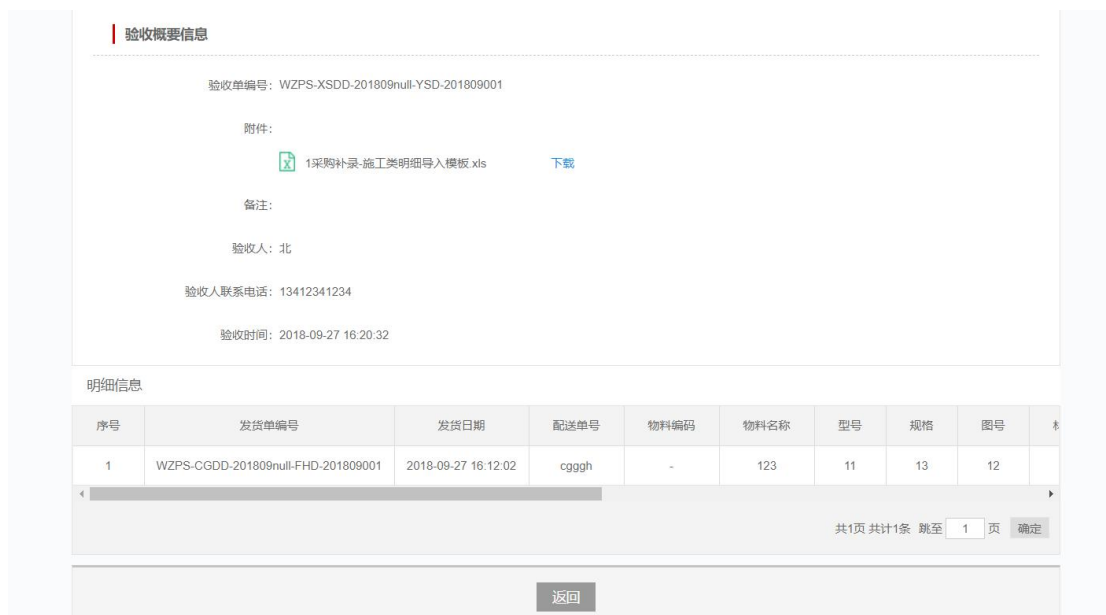 验收概要信息
验收单编号: WZPS-XSDD-201809null-YSD-201809001
附件:
1采购补录-施工类明细导入模板.xls 下载
备注:
验收人: 北
验收人联系电话: 13412341234
验收时间: 2018-09-27 16:20:32
明细信息
序号 发货单编号 发货日期 配送单号 物料编码 物料名称 型号 规格 图号
1 WZPS-CGDD-201809null-FHD-201809001 2018-09-27 16:12:02 cgggh - 123 11 13 12
共1页 共计1条 跳至 1 页 确定
返回